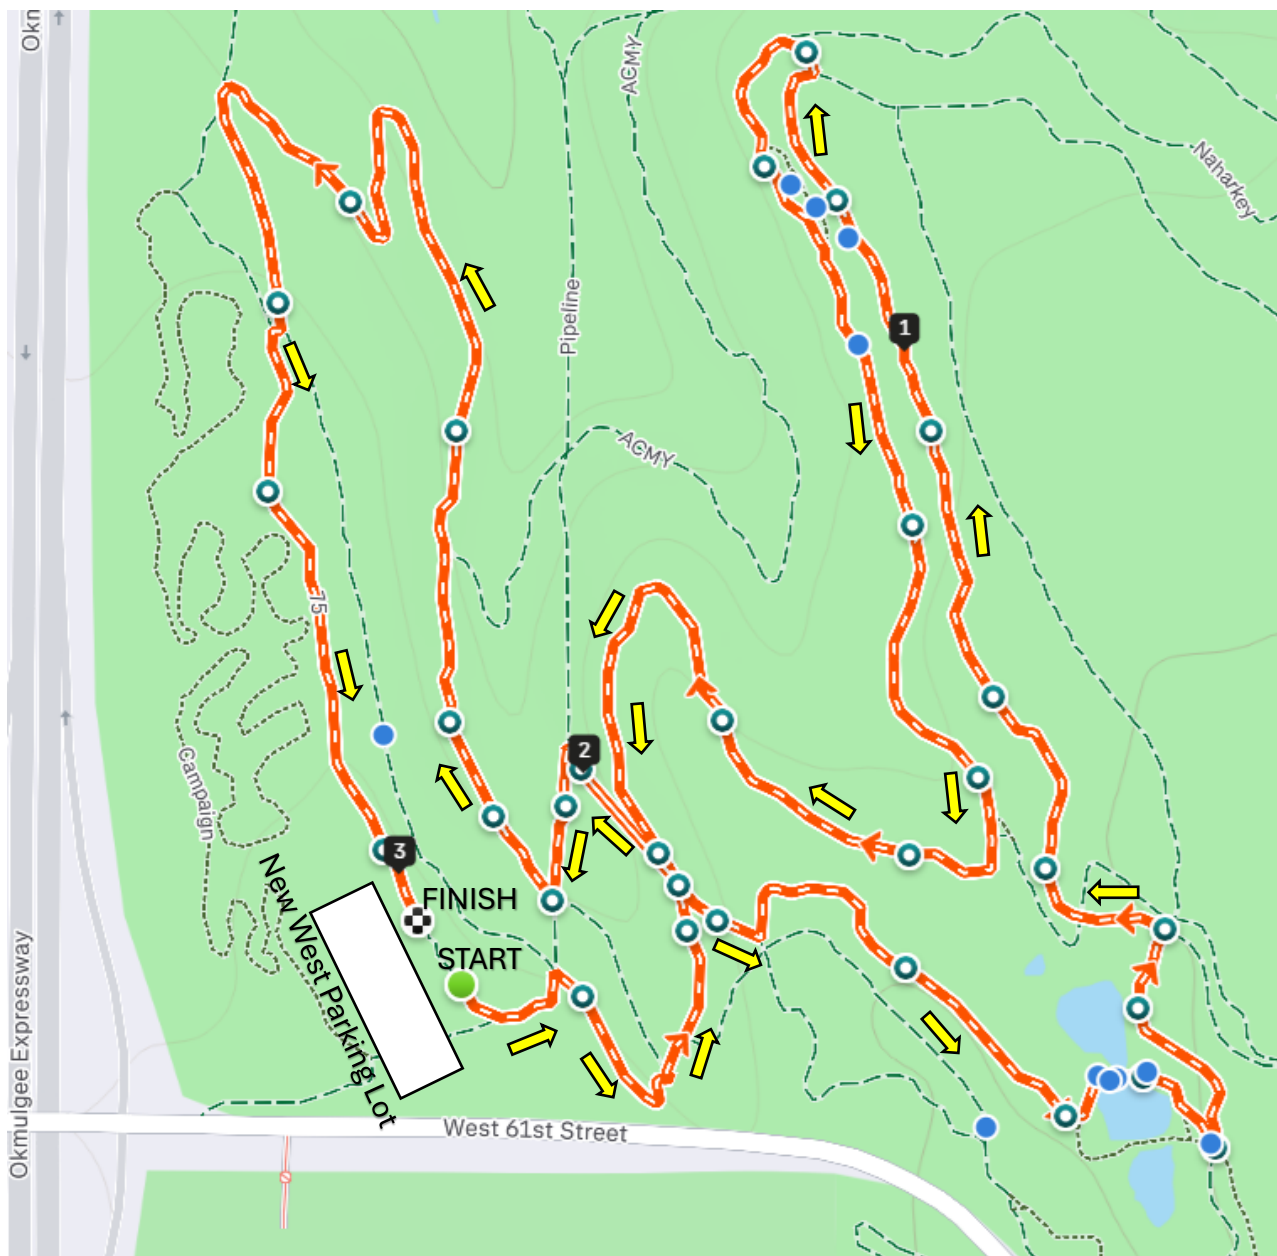 Okn
ACMY
Naharkey
1
Pipeline
ACMY
75
2
Campaign
3
FINISH
START
New West Parking Lot
Okmulgee Expressway
West 61st Street